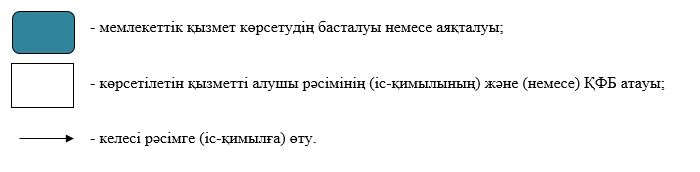 - мемлекеттік қызмет көрсетудің басталуы немесе аяқталуы;
- көрсетілетін қызметті алушы рәсімінің (іс-қимылының) және (немесе) ҚФБ атауы;
- келесі рәсімге (іс-қимылға) өту.